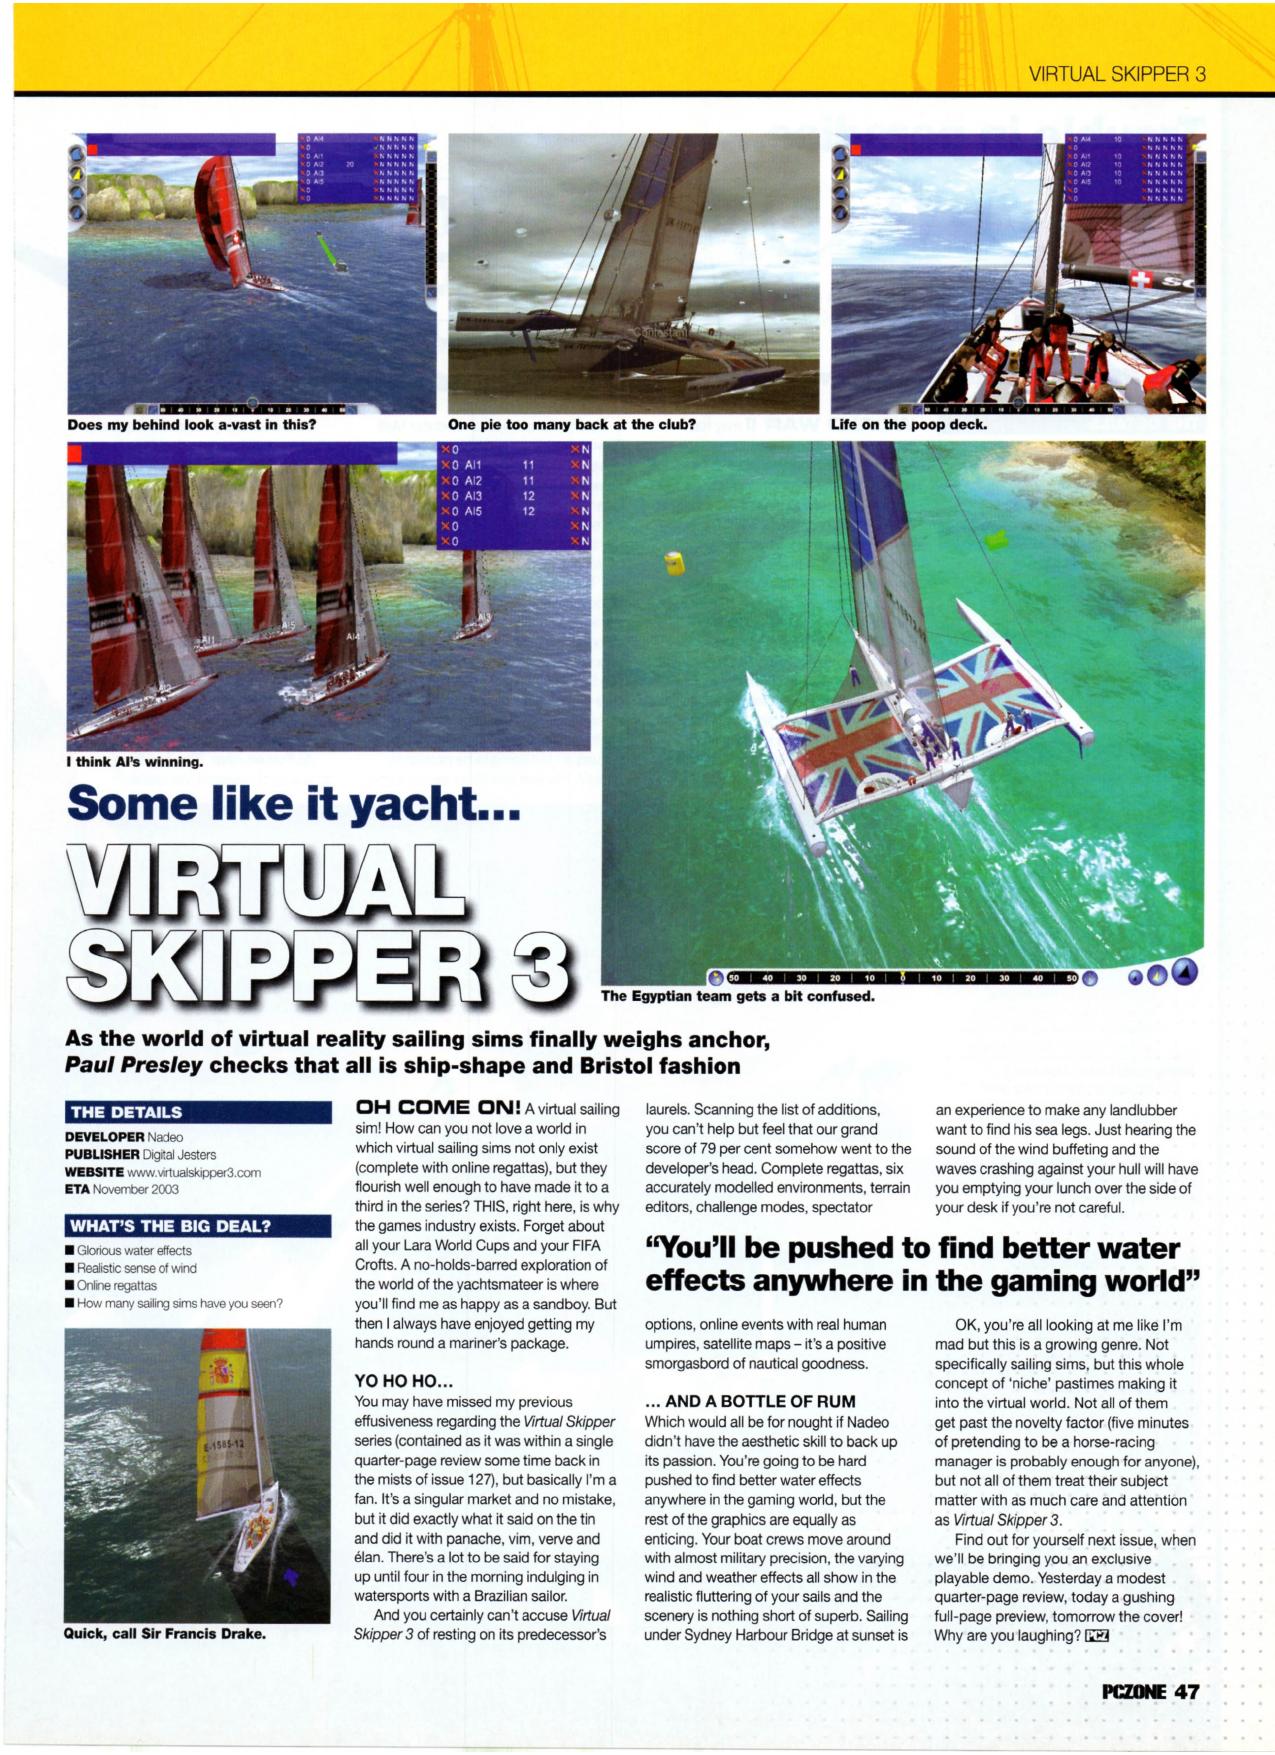 VIRTUAL SKIPPER 3
Does my behind look a-vast in this?
One pie too many back at the club?
Life on the poop deck.
I think AI's winning.
The Egyptian team gets a bit confused.
Some like it yacht...
VIRTUAL
SKIPPER 3
As the world of virtual reality sailing sims finally weighs anchor,
Paul Presley checks that all is ship-shape and Bristol fashion
THE DETAILS
DEVELOPER Nadeo
PUBLISHER Digital Jesters
WEBSITE www.virtualskipper3.com
ETA November 2003
WHAT'S THE BIG DEAL?
■ Glorious water effects
■ Realistic sense of wind
■ Online regattas
■ How many sailing sims have you seen?
E-1585-12
Quick, call Sir Francis Drake.
OH COME ON! A virtual sailing
sim! How can you not love a world in
which virtual sailing sims not only exist
(complete with online regattas), but they
flourish well enough to have made it to a
third in the series? THIS, right here, is why
the games industry exists. Forget about
all your Lara World Cups and your FIFA
Crofts. A no-holds-barred exploration of
the world of the yachtsmateer is where
you'll find me as happy as a sandboy. But
then I always have enjoyed getting my
hands round a mariner's package.
YO HO HO...
You may have missed my previous
effusiveness regarding the Virtual Skipper
series (contained as it was within a single
quarter-page review some time back in
the mists of issue 127), but basically I'm a
fan. It's a singular market and no mistake,
but it did exactly what it said on the tin
and did it with panache, vim, verve and
élan. There's a lot to be said for staying
up until four in the morning indulging in
watersports with a Brazilian sailor.
And you certainly can't accuse Virtual
Skipper 3 of resting on its predecessor's
laurels. Scanning the list of additions,
you can't help but feel that our grand
score of 79 per cent somehow went to the
developer's head. Complete regattas, six
accurately modelled environments, terrain
editors, challenge modes, spectator
"You'll be pushed to find better water
effects anywhere in the gaming world"
options, online events with real human
umpires, satellite maps – it's a positive
smorgasbord of nautical goodness.
... AND A BOTTLE OF RUM
Which would all be for nought if Nadeo
didn't have the aesthetic skill to back up
its passion. You're going to be hard
pushed to find better water effects
anywhere in the gaming world, but the
rest of the graphics are equally as
enticing. Your boat crews move around
with almost military precision, the varying
wind and weather effects all show in the
realistic fluttering of your sails and the
scenery is nothing short of superb. Sailing
under Sydney Harbour Bridge at sunset is
an experience to make any landlubber
want to find his sea legs. Just hearing the
sound of the wind buffeting and the
waves crashing against your hull will have
you emptying your lunch over the side of
your desk if you're not careful.
OK, you're all looking at me like I'm
mad but this is a growing genre. Not
specifically sailing sims, but this whole
concept of 'niche' pastimes making it
into the virtual world. Not all of them
get past the novelty factor (five minutes
of pretending to be a horse-racing
manager is probably enough for anyone),
but not all of them treat their subject
matter with as much care and attention
as Virtual Skipper 3.
Find out for yourself next issue, when
we'll be bringing you an exclusive
playable demo. Yesterday a modest
quarter-page review, today a gushing
full-page preview, tomorrow the cover!
Why are you laughing? PCZ
PCZONE 47